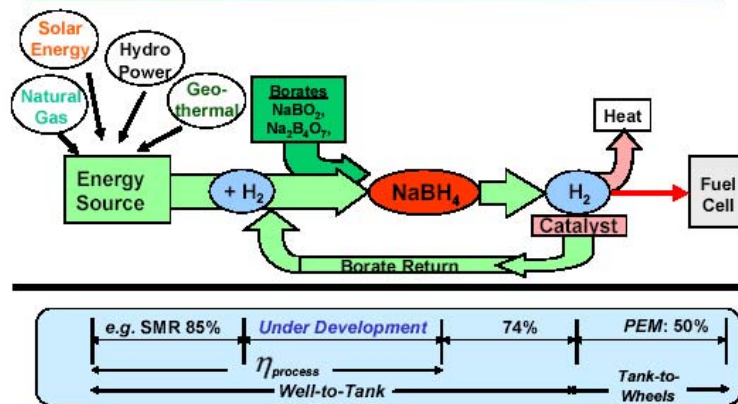 Solar
Energy
Hydro
Power
Natural
Gas
Geo-
thermal
Borates
NaBO₂,
Na₂B₄O₇,
Heat
Energy
Source
+ H₂
NaBH₄
H₂
Fuel
Cell
Catalyst
Borate Return
e.g. SMR 85%
Under Development
74%
PEM: 50%
η process
Well-to-Tank
Tank-to-
Wheels